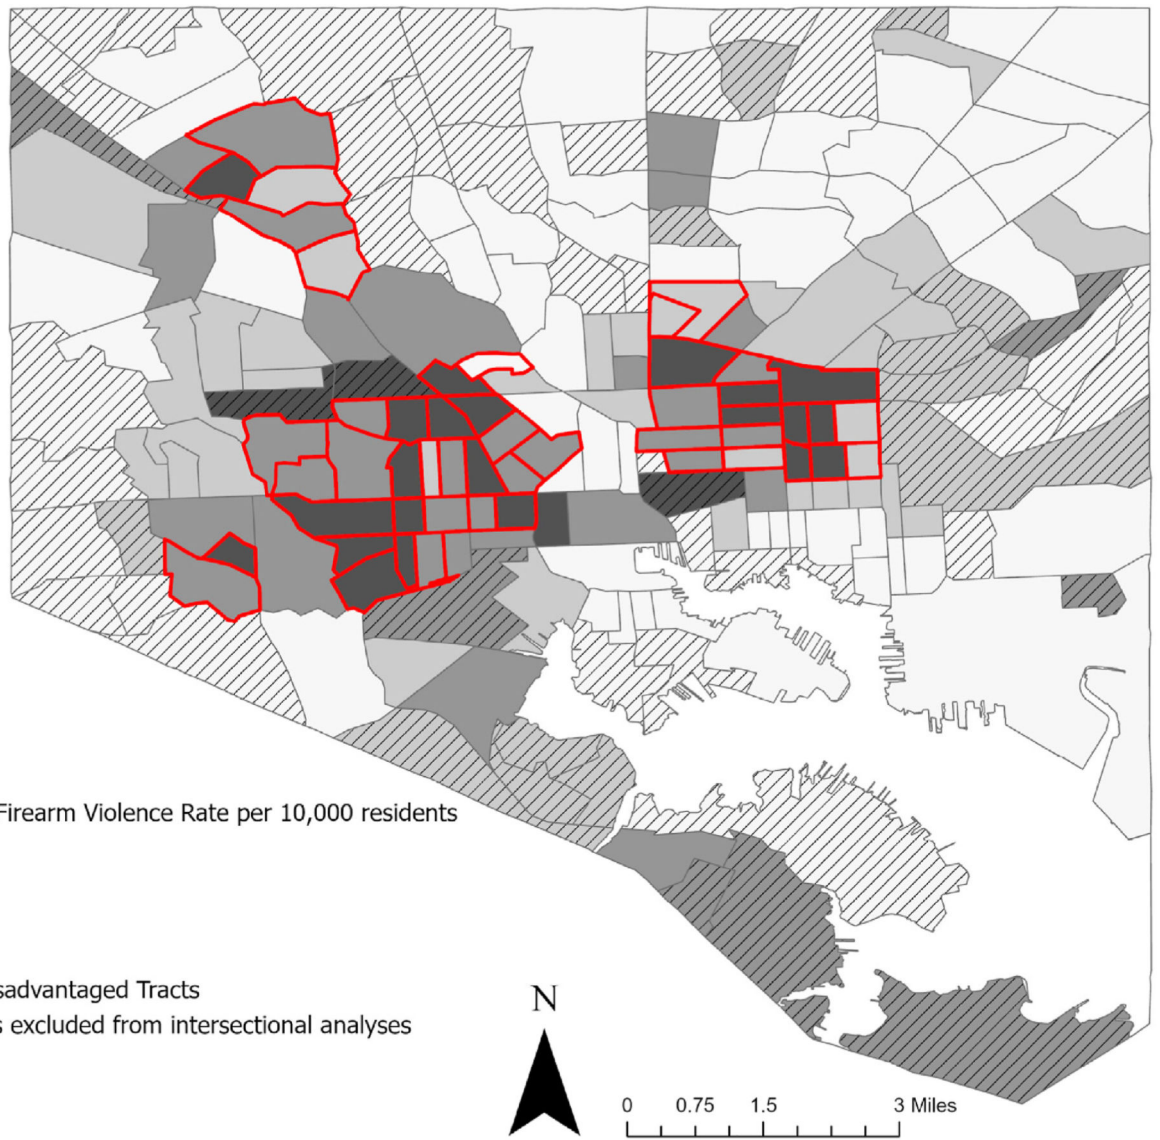 Firearm Violence Rate per 10,000 residents
sadvantaged Tracts
s excluded from intersectional analyses
N
0 0.75 1.5 3 Miles